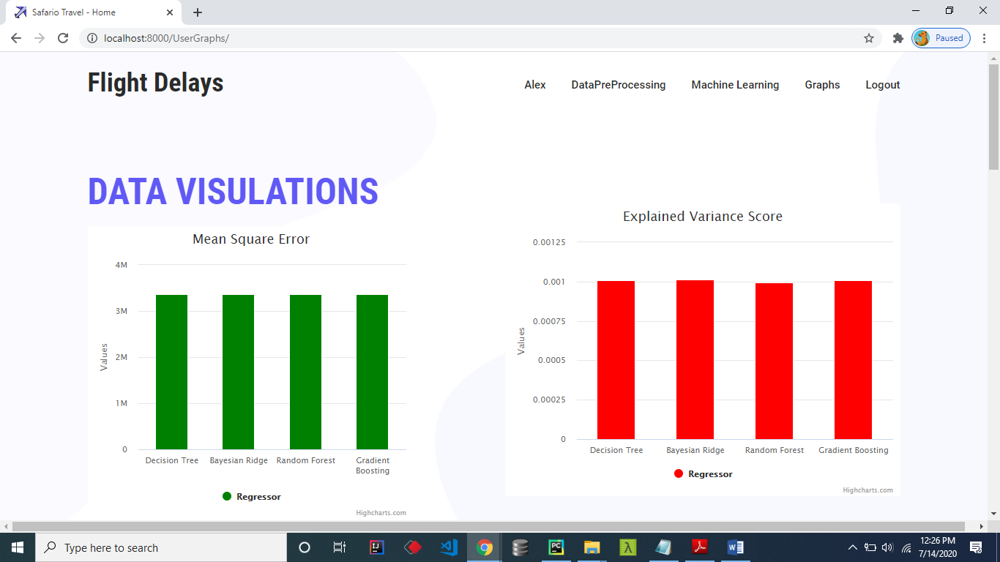 Safario Travel - Home
localhost:8000/UserGraphs/
Paused
Flight Delays
Alex DataPreProcessing Machine Learning Graphs Logout
DATA VISULATIONS
Mean Square Error
4M
3M
2M
1M
0
Values
Decision Tree Bayesian Ridge Random Forest Gradient
Boosting
Regressor
Highcharts.com
Explained Variance Score
0.00125
0.001
0.00075
0.0005
0.00025
0
Values
Decision Tree Bayesian Ridge Random Forest Gradient Boosting
Regressor
Highcharts.com
Type here to search
IJ
PC
W
12:26 PM
7/14/2020